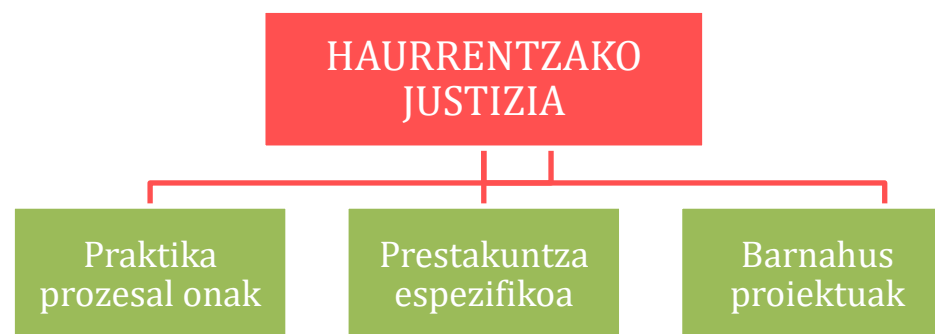 HAURRENTZAKO
JUSTIZIA
Praktika
prozesal onak
Prestakuntza
espezifikoa
Barnahus
proiektuak